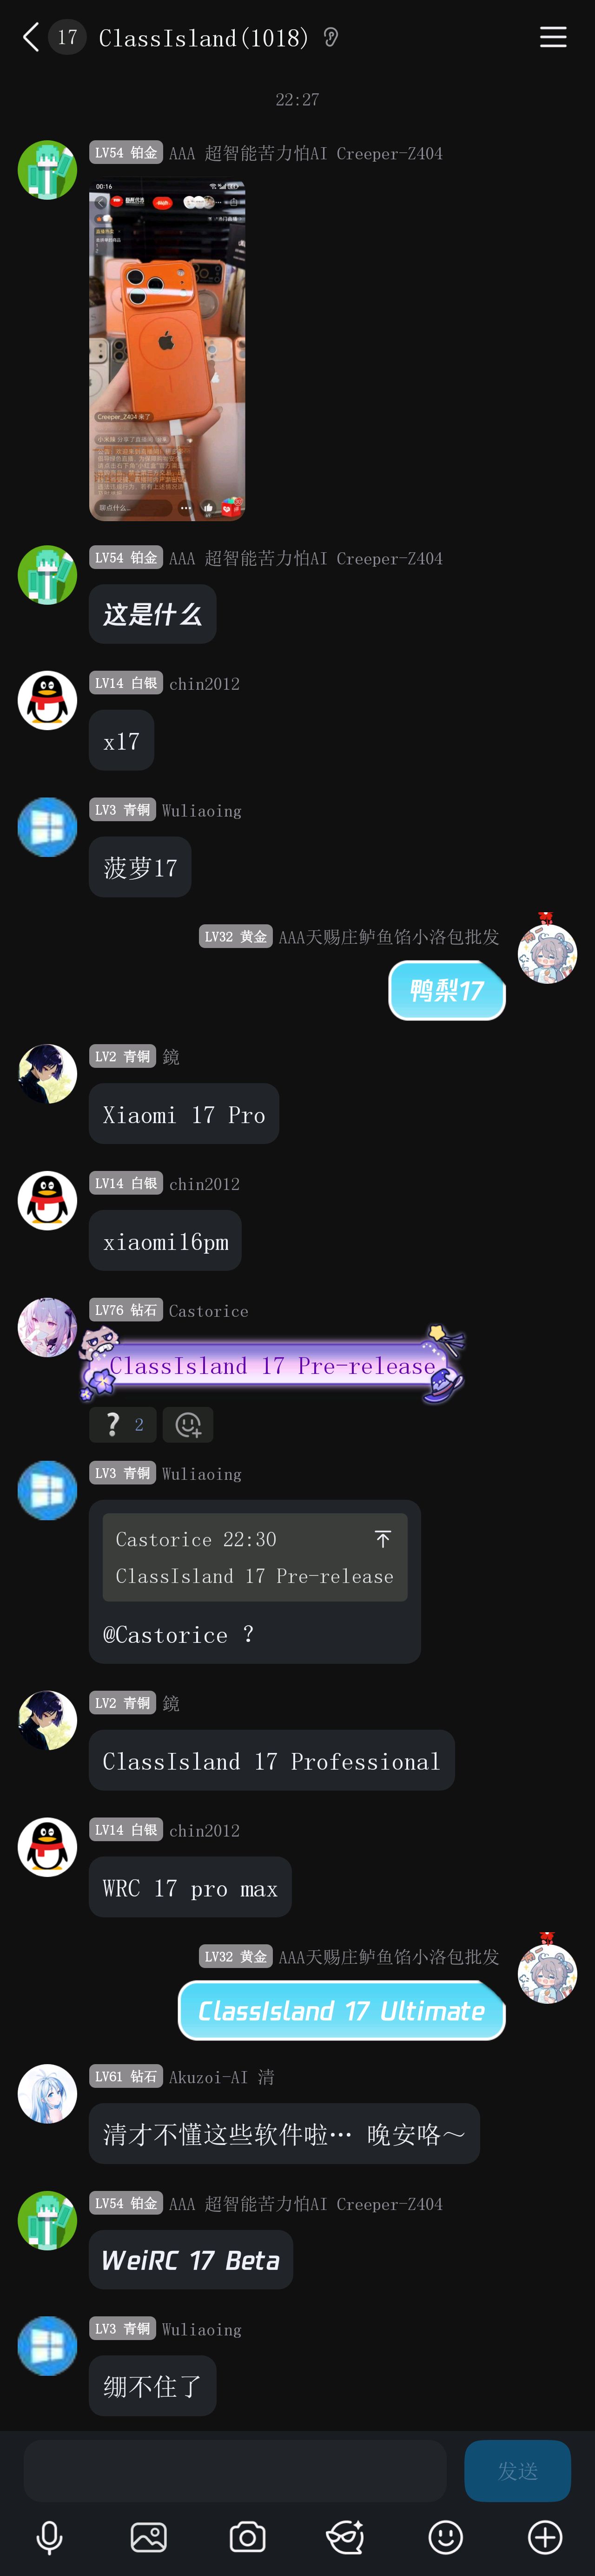 17 ClassIsland(1018)
22:27
LV54 铂金 AAA 超智能苦力怕AI Creeper-Z404
00:16
Creeper_Z404 来了
聊点什么...
LV54 铂金 AAA 超智能苦力怕AI Creeper-Z404
这是什么
LV14 白银 chin2012
x17
LV3 青铜 Wuliaoing
菠萝17
LV32 黄金 AAA天赐庄鲈鱼馅小洛包批发
鸭梨17
LV2 青铜 鏡
Xiaomi 17 Pro
LV14 白银 chin2012
xiaomi16pm
LV76 钻石 Castorice
ClassIsland 17 Pre-release
? 2
LV3 青铜 Wuliaoing
Castorice 22:30
ClassIsland 17 Pre-release
@Castorice ?
LV2 青铜 鏡
ClassIsland 17 Professional
LV14 白银 chin2012
WRC 17 pro max
LV32 黄金 AAA天赐庄鲈鱼馅小洛包批发
ClassIsland 17 Ultimate
LV61 钻石 Akuzoi-AI 清
清才不懂这些软件啦… 晚安咯～
LV54 铂金 AAA 超智能苦力怕AI Creeper-Z404
WeiRC 17 Beta
LV3 青铜 Wuliaoing
绷不住了
发送